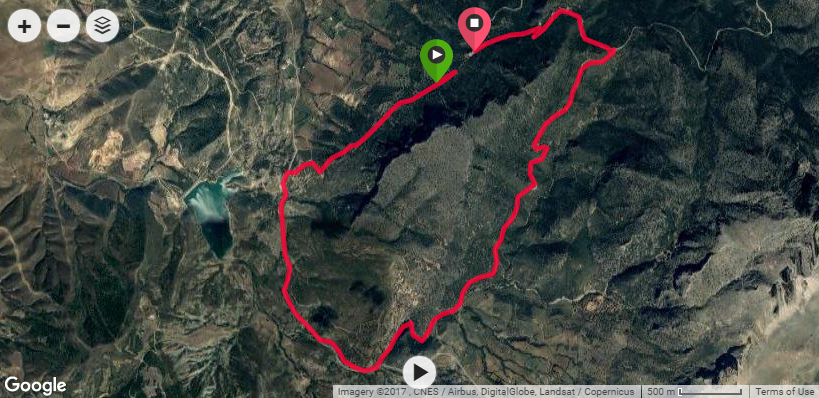 Google
Imagery ©2017 , CNES / Airbus, DigitalGlobe, Landsat / Copernicus 500 m Terms of Use